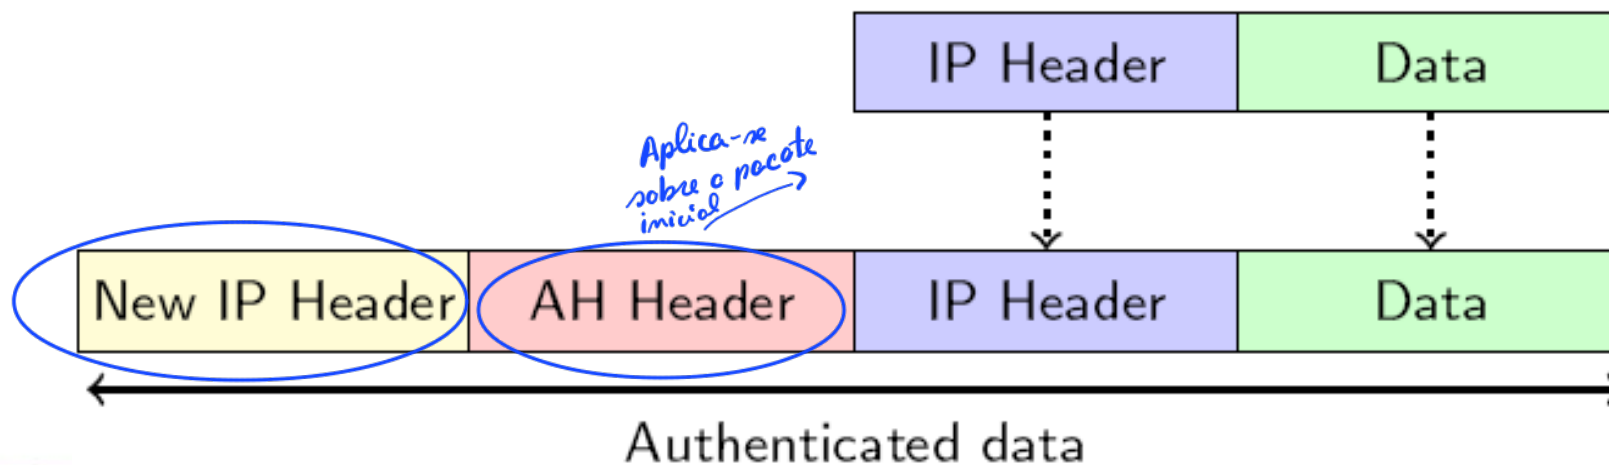 IP Header
Data
Aplica-se
sobre o pacote
inicial
New IP Header
AH Header
IP Header
Data
Authenticated data